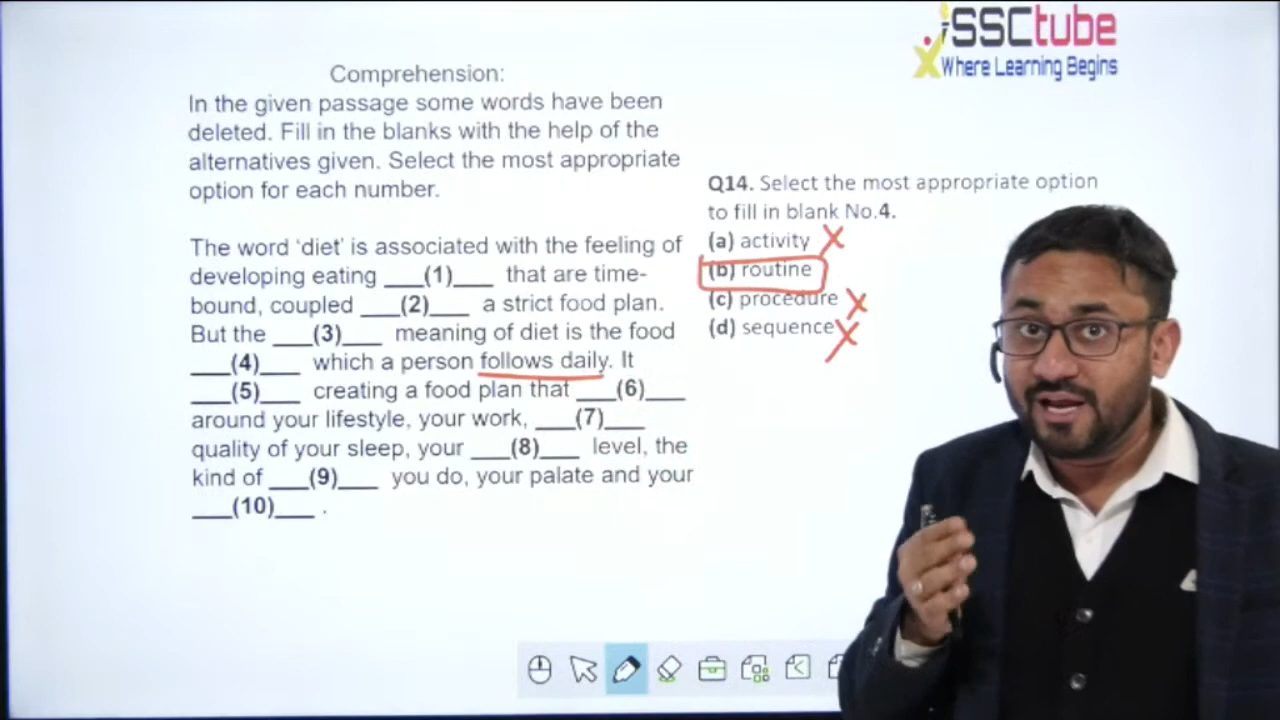 SSCtube
Where Learning Begins
Comprehension:
In the given passage some words have been
deleted. Fill in the blanks with the help of the
alternatives given. Select the most appropriate
option for each number.
The word ‘diet’ is associated with the feeling of
developing eating ___(1)___ that are time-
bound, coupled ___(2)___ a strict food plan.
But the ___(3)___ meaning of diet is the food
___(4)___ which a person follows daily. It
___(5)___ creating a food plan that ___(6)___
around your lifestyle, your work, ___(7)___
quality of your sleep, your ___(8)___ level, the
kind of ___(9)___ you do, your palate and your
___(10)___ .
Q14. Select the most appropriate option
to fill in blank No.4.
(a) activity
(b) routine
(c) procedure
(d) sequence